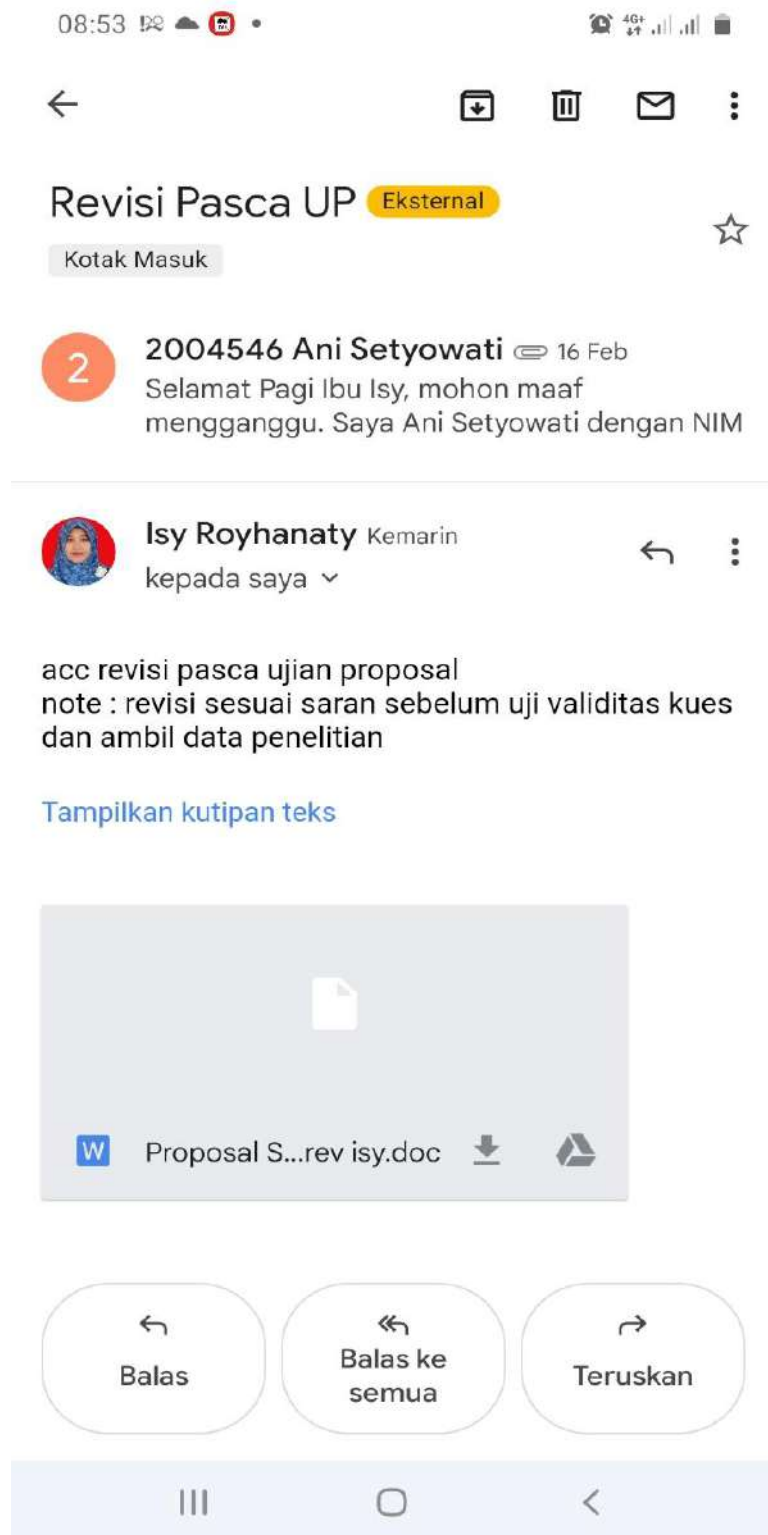 08:53
4G+
Revisi Pasca UP Eksternal
Kotak Masuk
2 2004546 Ani Setyowati 16 Feb
Selamat Pagi Ibu Isy, mohon maaf
mengganggu. Saya Ani Setyowati dengan NIM
Isy Royhanaty Kemarin
kepada saya
acc revisi pasca ujian proposal
note : revisi sesuai saran sebelum uji validitas kues
dan ambil data penelitian
Tampilkan kutipan teks
W Proposal S...rev isy.doc
Balas
Balas ke
semua
Teruskan